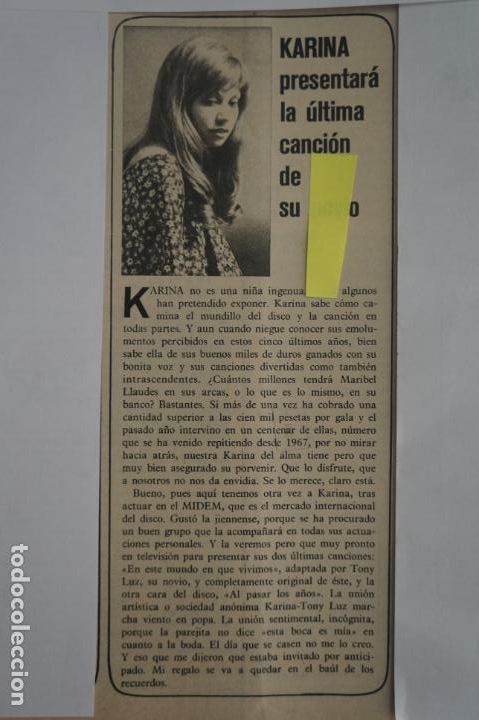 KARINA
presentará
la última
canción
de
su
KARINA no es una niña ingenua, algunos
han pretendido exponer. Karina sabe cómo ca-
mina el mundillo del disco y la canción en
todas partes. Y aun cuando niegue conocer sus emolu-
mentos percibidos en estos cinco últimos años, bien
sabe ella de sus buenos miles de duros ganados con su
bonita voz y sus canciones divertidas como también
intrascendentes. ¿Cuántos millones tendrá Maribel
Llaudes en sus arcas, o lo que es lo mismo, en su
banco? Bastantes. Si más de una vez ha cobrado una
cantidad superior a las cien mil pesetas por gala y el
pasado año intervino en un centenar de ellas, número
que se ha venido repitiendo desde 1967, por no mirar
hacia atrás, nuestra Karina del alma tiene pero que
muy bien asegurado su porvenir. Que lo disfrute, que
a nosotros no nos da envidia. Se lo merece, claro está.
Bueno, pues aquí tenemos otra vez a Karina, tras
actuar en el MIDEM, que es el mercado internacional
del disco. Gustó la jiennense, porque se ha procurado
un buen grupo que la acompañará en todas sus actua-
ciones personales. Y la veremos pero que muy pronto
en televisión para presentar sus dos últimas canciones:
«En este mundo en que vivimos», adaptada por Tony
Luz, su novio, y completamente original de éste, y la
otra cara del disco, «Al pasar los años». La unión
artística o sociedad anónima Karina-Tony Luz mar-
cha viento en popa. La unión sentimental, incógnita,
porque la parejita no dice «esta boca es mía» en
cuanto a la boda. El día que se casen no me lo creo.
Y eso que me dijeron que estaba invitado por antici-
pado. Mi regalo se va a quedar en el baúl de los
recuerdos.
todocoleccion.net